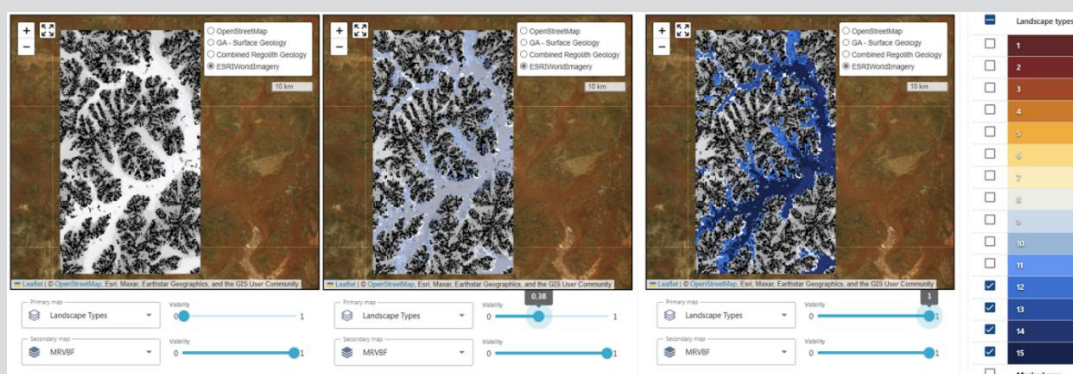 +
−
OpenStreetMap
GA - Surface Geology
Combined Regolith Geology
ESRIWorldImagery
10 km
Leaflet | © OpenStreetMap, Esri, Maxar, Earthstar Geographics, and the GIS User Community
Primary map
Landscape Types
Visibility
0
1
Secondary map
MRVBF
Visibility
0
1
+
−
OpenStreetMap
GA - Surface Geology
Combined Regolith Geology
ESRIWorldImagery
10 km
Leaflet | © OpenStreetMap, Esri, Maxar, Earthstar Geographics, and the GIS User Community
0.38
Primary map
Landscape Types
Visibility
0
1
Secondary map
MRVBF
Visibility
0
1
+
−
OpenStreetMap
GA - Surface Geology
Combined Regolith Geology
ESRIWorldImagery
10 km
Leaflet | © OpenStreetMap, Esri, Maxar, Earthstar Geographics, and the GIS User Community
1
Primary map
Landscape Types
Visibility
0
1
Secondary map
MRVBF
Visibility
0
1
Landscape types
1
2
3
4
5
6
7
8
9
10
11
12
13
14
15